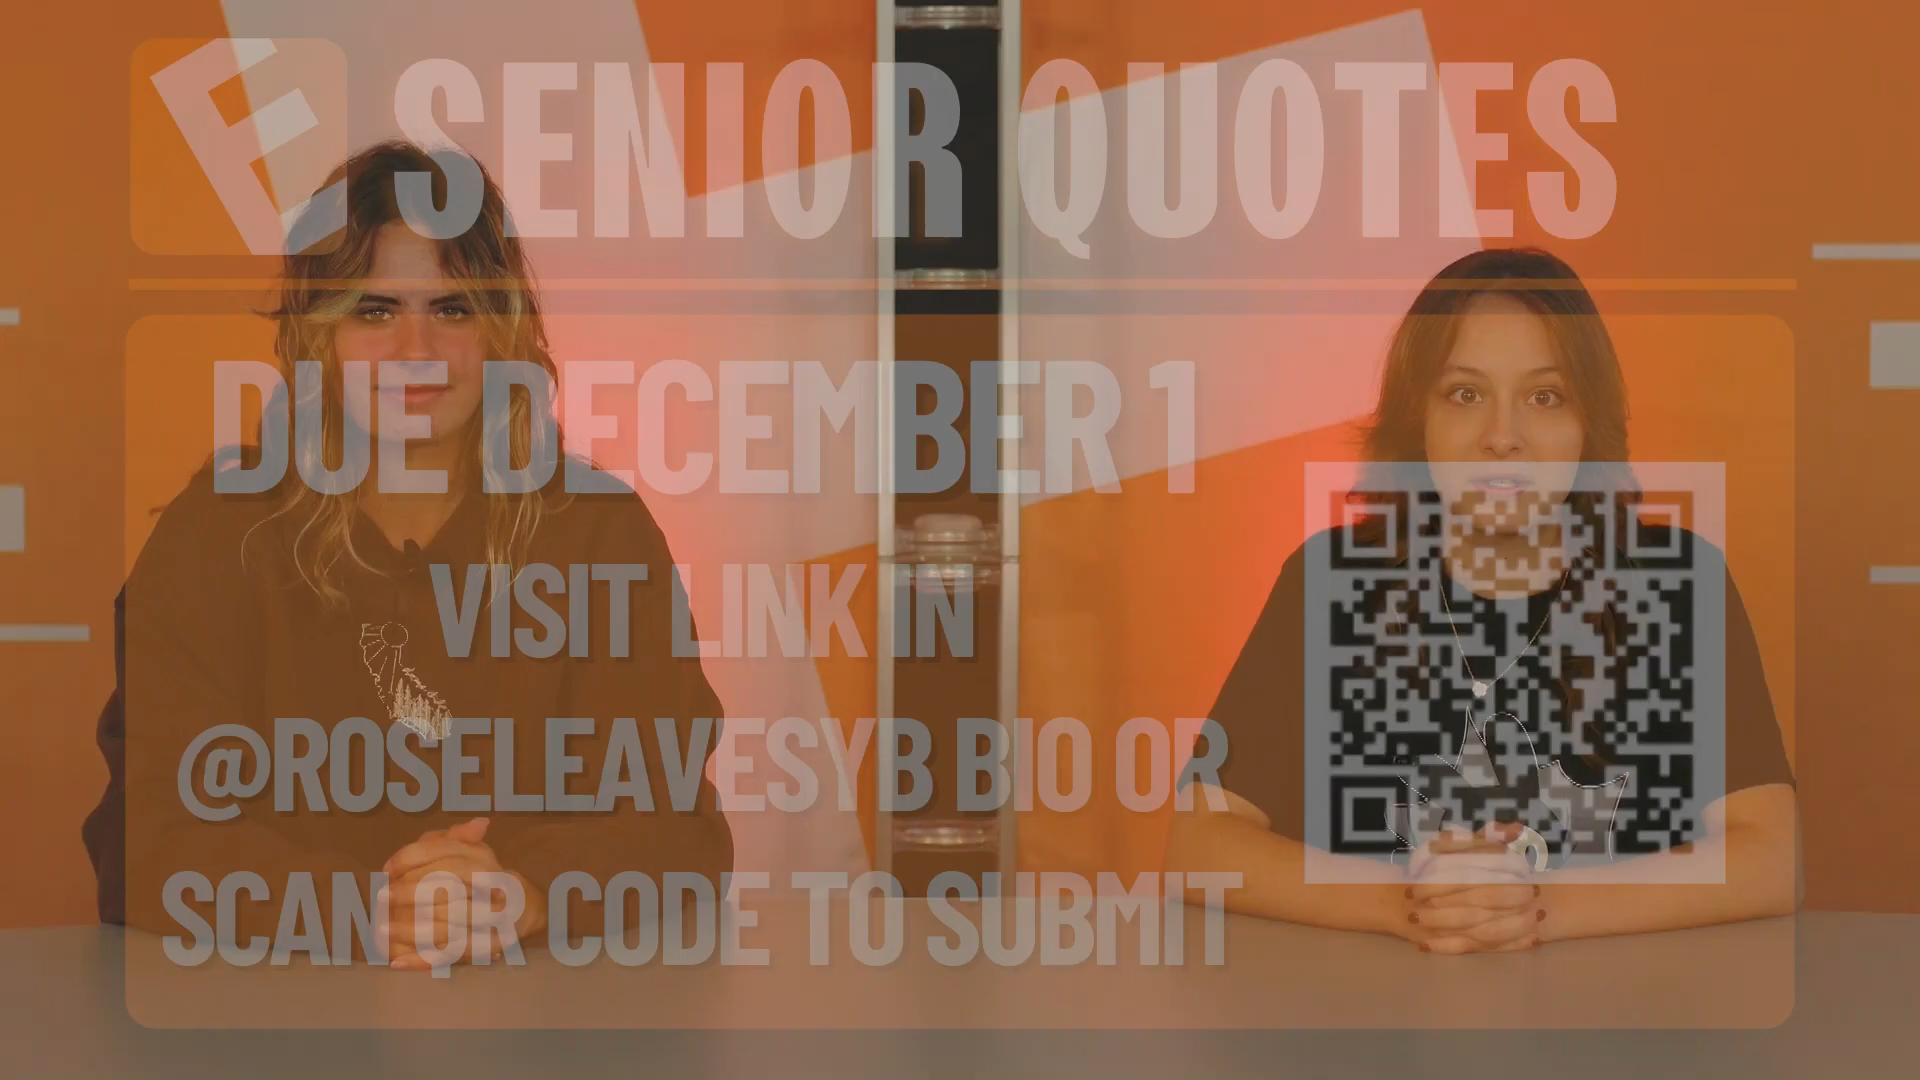 E SENIOR QUOTES
DUE DECEMBER 1
VISIT LINK IN
@ROSELEAVESYB BIO OR
SCAN QR CODE TO SUBMIT